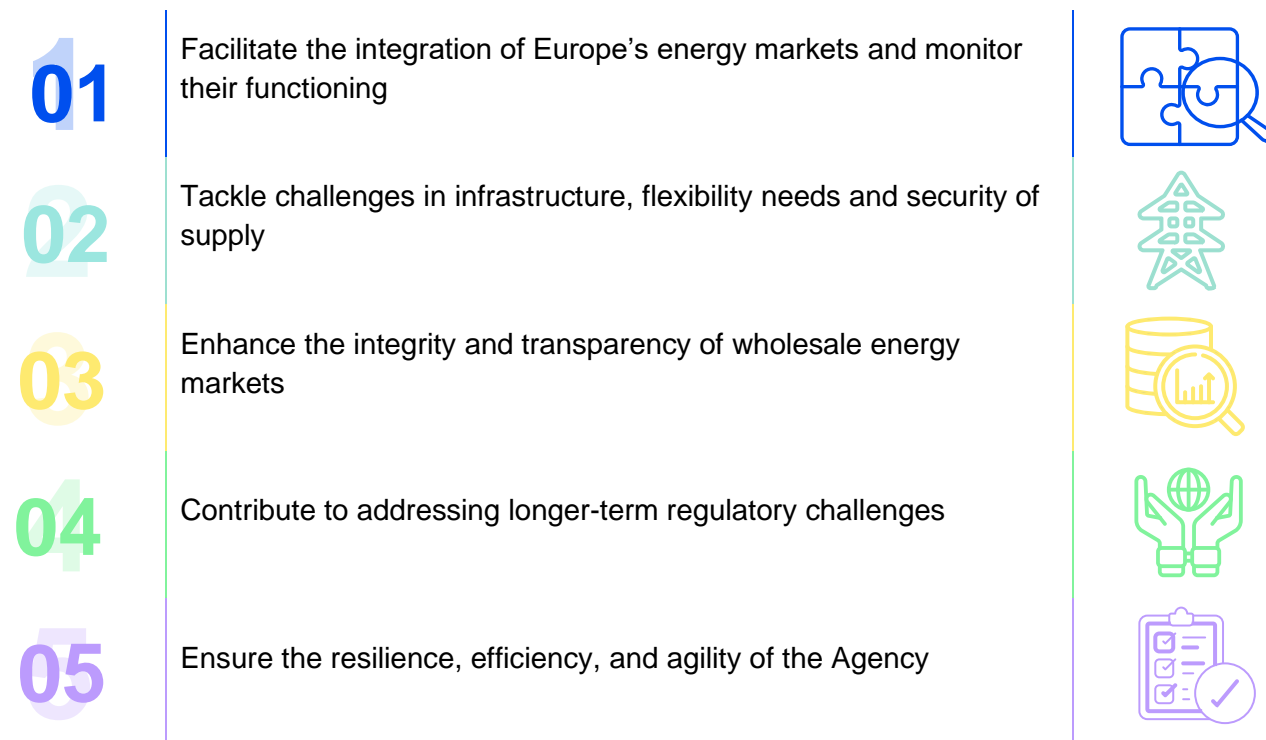 01
Facilitate the integration of Europe’s energy markets and monitor
their functioning
02
Tackle challenges in infrastructure, flexibility needs and security of
supply
03
Enhance the integrity and transparency of wholesale energy
markets
04
Contribute to addressing longer-term regulatory challenges
05
Ensure the resilience, efficiency, and agility of the Agency